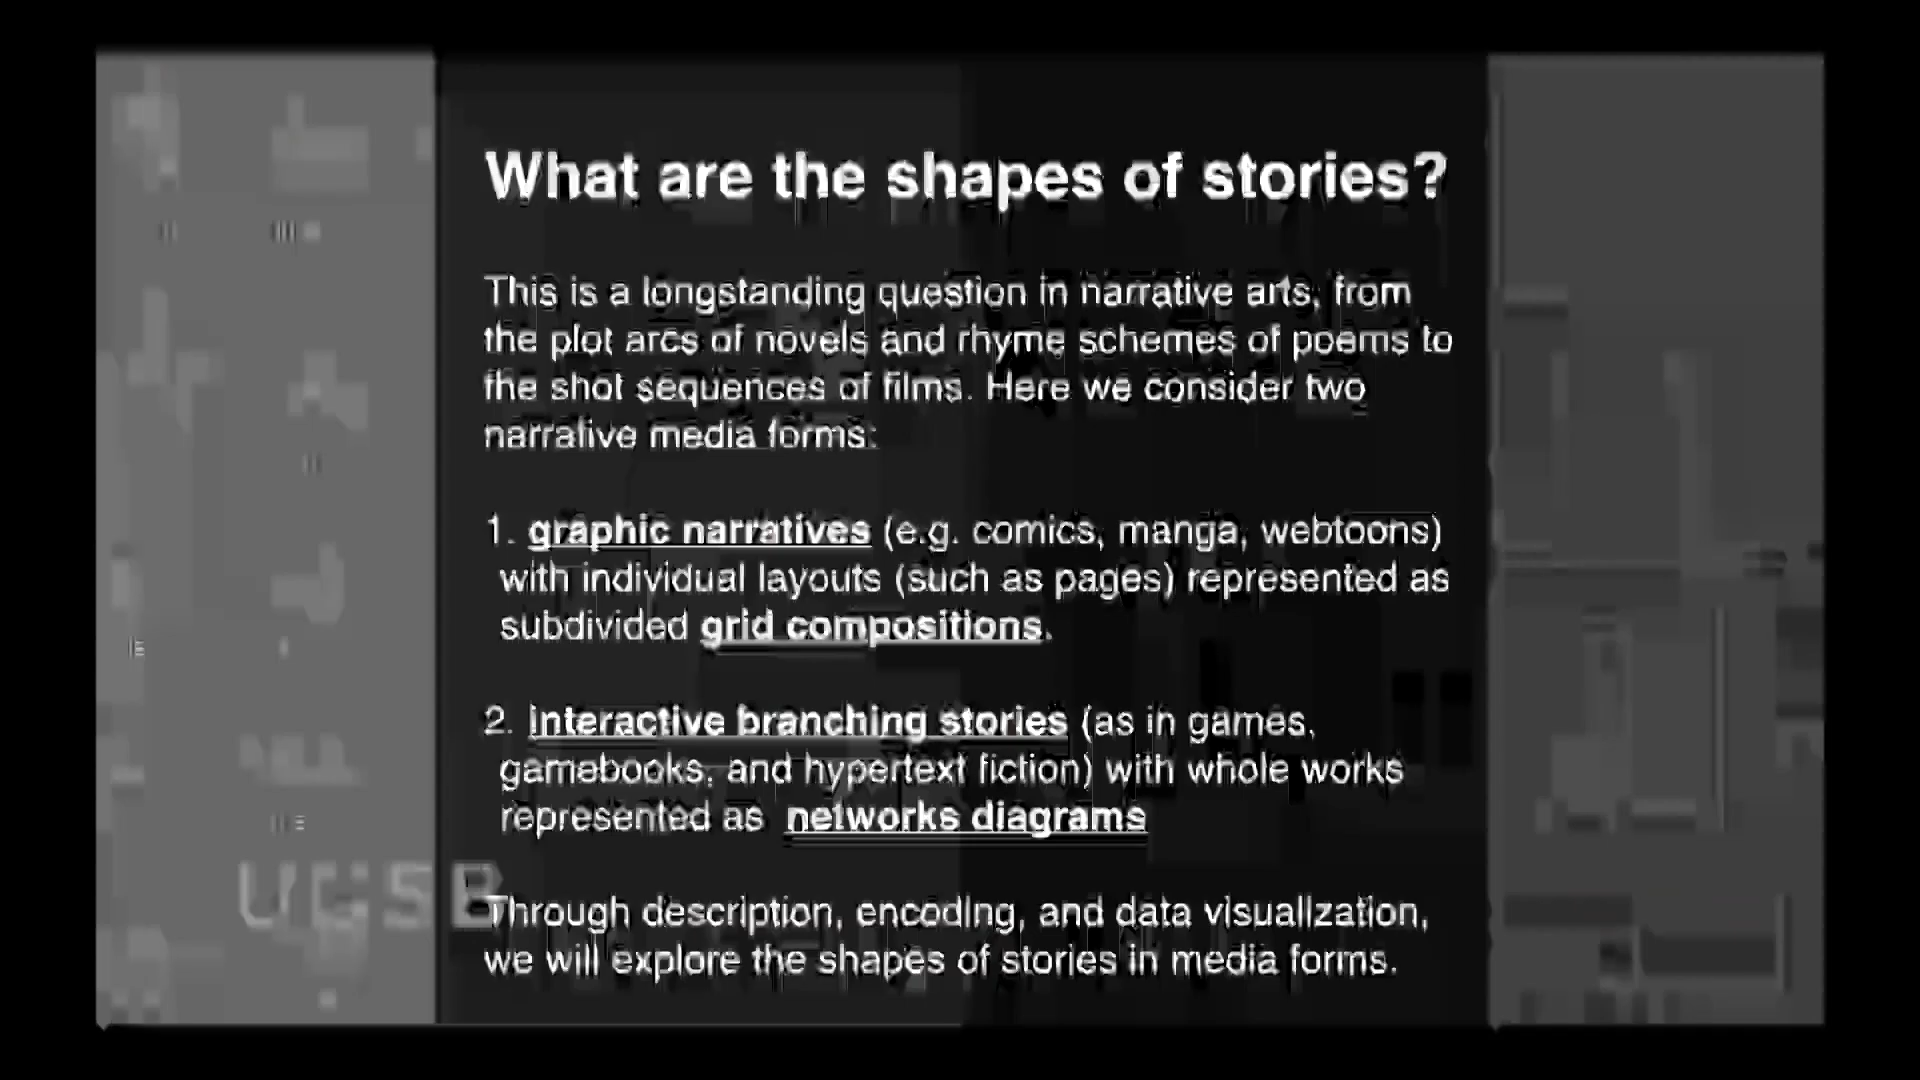 What are the shapes of stories?
This is a longstanding question in narrative arts, from
the plot arcs of novels and rhyme schemes of poems to
the shot sequences of films. Here we consider two
narrative media forms:
1. graphic narratives (e.g. comics, manga, webtoons)
with individual layouts (such as pages) represented as
subdivided grid compositions.
2. interactive branching stories (as in games,
gamebooks, and hypertext fiction) with whole works
represented as networks diagrams
UCSB
Through description, encoding, and data visualization,
we will explore the shapes of stories in media forms.